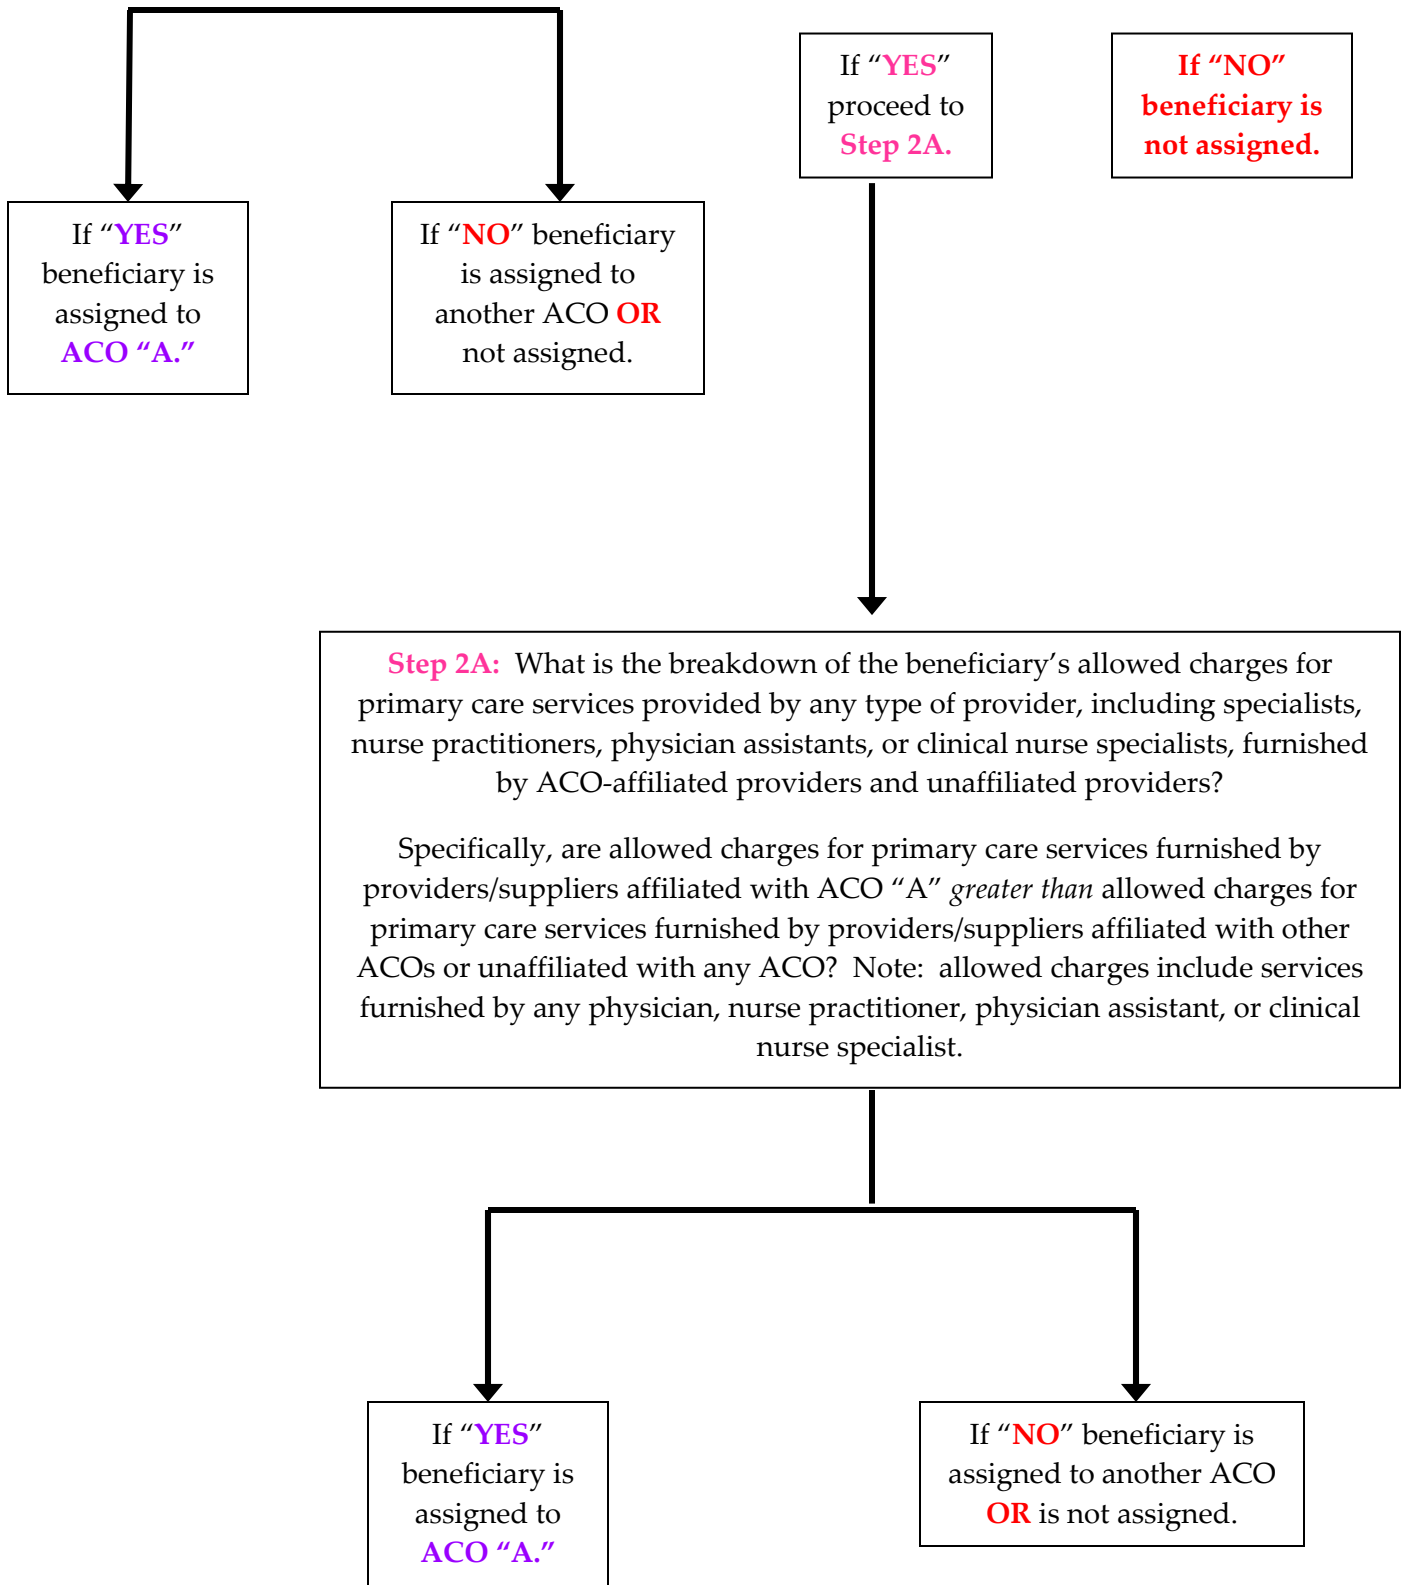 If “YES”
proceed to
Step 2A.
If “NO”
beneficiary is
not assigned.
If “YES”
beneficiary is
assigned to
ACO “A.”
If “NO” beneficiary
is assigned to
another ACO OR
not assigned.
Step 2A:  What is the breakdown of the beneficiary’s allowed charges for
primary care services provided by any type of provider, including specialists,
nurse practitioners, physician assistants, or clinical nurse specialists, furnished
by ACO-affiliated providers and unaffiliated providers?
Specifically, are allowed charges for primary care services furnished by
providers/suppliers affiliated with ACO “A” greater than allowed charges for
primary care services furnished by providers/suppliers affiliated with other
ACOs or unaffiliated with any ACO?  Note:  allowed charges include services
furnished by any physician, nurse practitioner, physician assistant, or clinical
nurse specialist.
If “YES”
beneficiary is
assigned to
ACO “A.”
If “NO” beneficiary is
assigned to another ACO
OR is not assigned.